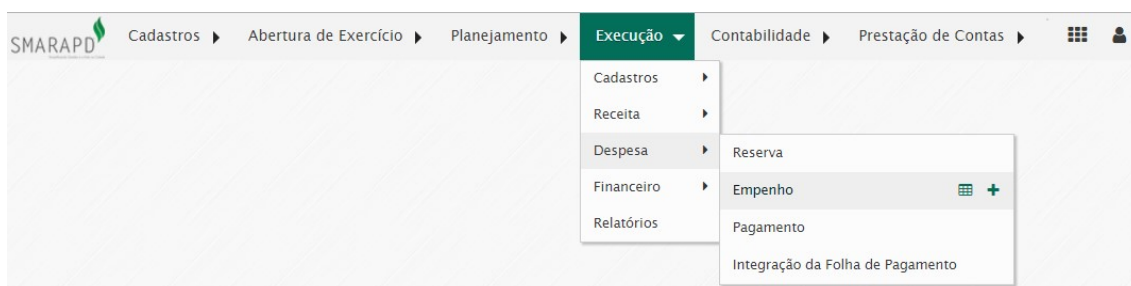 SMARAPD Cadastros Abertura de Exercício Planejamento Execução Contabilidade Prestação de Contas
Cadastros
Receita
Despesa
Reserva
Financeiro
Empenho
Relatórios
Pagamento
Integração da Folha de Pagamento